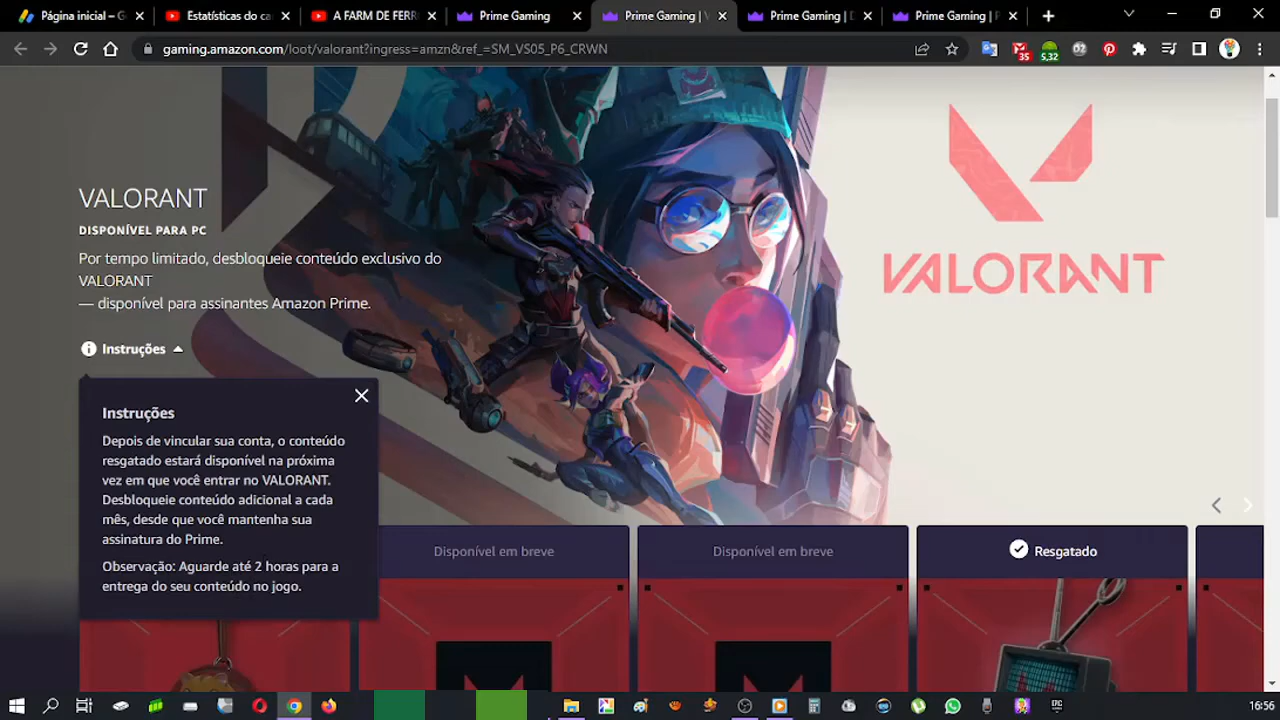 Página inicial -
Estatísticas do ca
A FARM DE FERR
Prime Gaming
Prime Gaming | V
Prime Gaming | D
Prime Gaming | P
gaming.amazon.com/loot/valorant?ingress=amzn&ref_=SM_VS05_P6_CRWN
35
5,32
VALORANT
DISPONÍVEL PARA PC
Por tempo limitado, desbloqueie conteúdo exclusivo do
VALORANT
— disponível para assinantes Amazon Prime.
VALORANT
Instruções
Instruções
Depois de vincular sua conta, o conteúdo
resgatado estará disponível na próxima
vez em que você entrar no VALORANT.
Desbloqueie conteúdo adicional a cada
mês, desde que você mantenha sua
assinatura do Prime.
Observação: Aguarde até 2 horas para a
entrega do seu conteúdo no jogo.
Disponível em breve
Disponível em breve
Resgatado
16:56